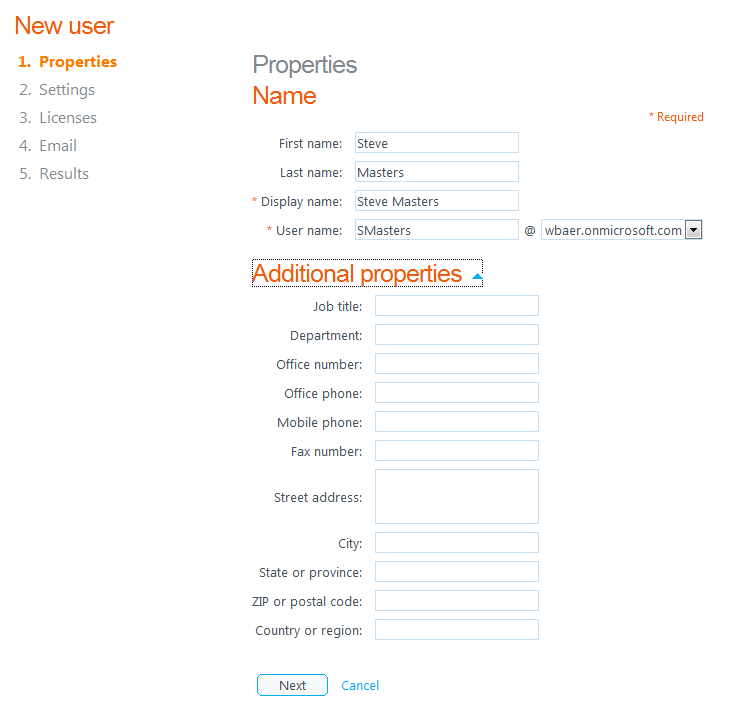 New user
1. Properties
2. Settings
3. Licenses
4. Email
5. Results
Properties
Name
* Required
First name: Steve
Last name: Masters
* Display name: Steve Masters
* User name: SMasters @ wbaer.onmicrosoft.com
Additional properties
Job title:
Department:
Office number:
Office phone:
Mobile phone:
Fax number:
Street address:
City:
State or province:
ZIP or postal code:
Country or region:
Next Cancel